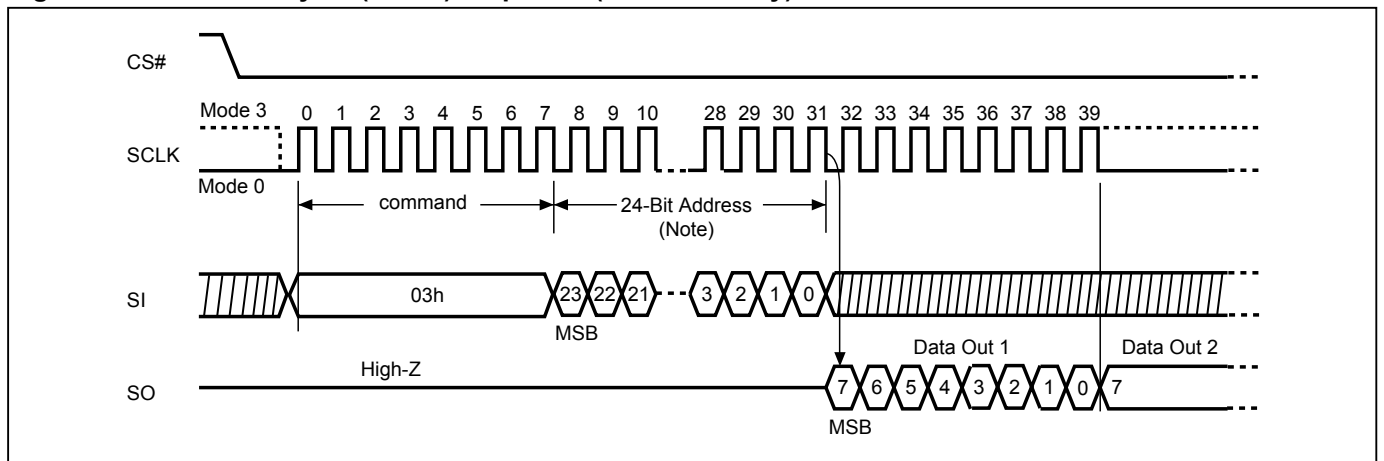 CS#
Mode 3
0 1 2 3 4 5 6 7 8 9 10 28 29 30 31 32 33 34 35 36 37 38 39
SCLK
Mode 0
command
24-Bit Address
(Note)
SI
03h
23 22 21 3 2 1 0
MSB
Data Out 1
Data Out 2
High-Z
SO
7 6 5 4 3 2 1 0 7
MSB